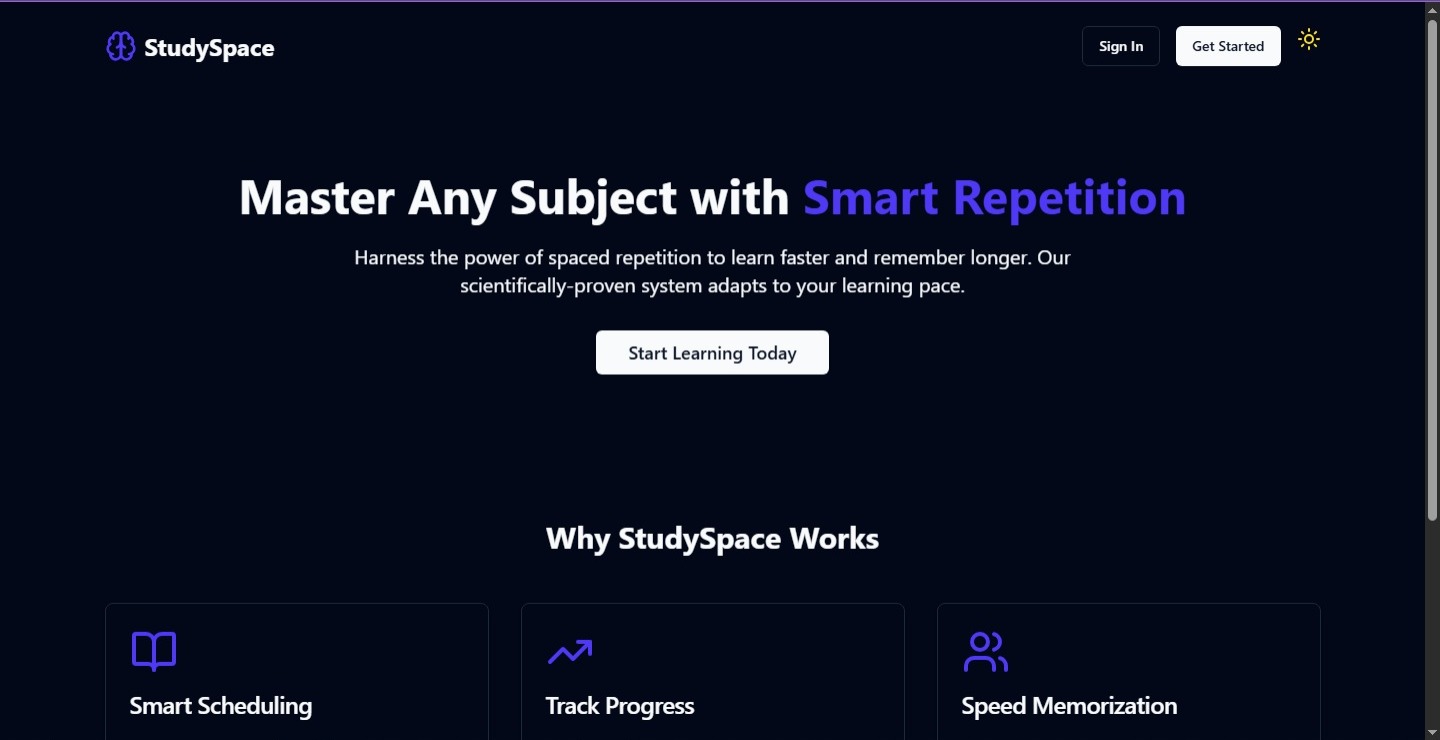 StudySpace
Sign In
Get Started
Master Any Subject with Smart Repetition
Harness the power of spaced repetition to learn faster and remember longer. Our
scientifically-proven system adapts to your learning pace.
Start Learning Today
Why StudySpace Works
Smart Scheduling
Track Progress
Speed Memorization